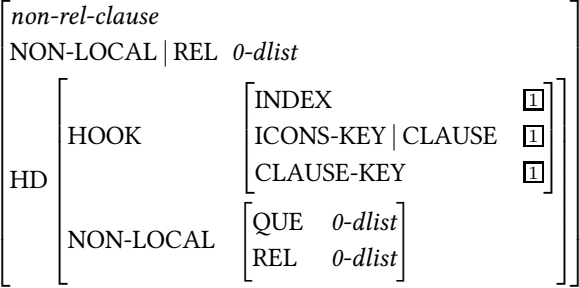 non-rel-clause
NON-LOCAL | REL 0-dlist
INDEX 1
HOOK ICONS-KEY | CLAUSE 1
CLAUSE-KEY 1
HD
QUE 0-dlist
NON-LOCAL
REL 0-dlist